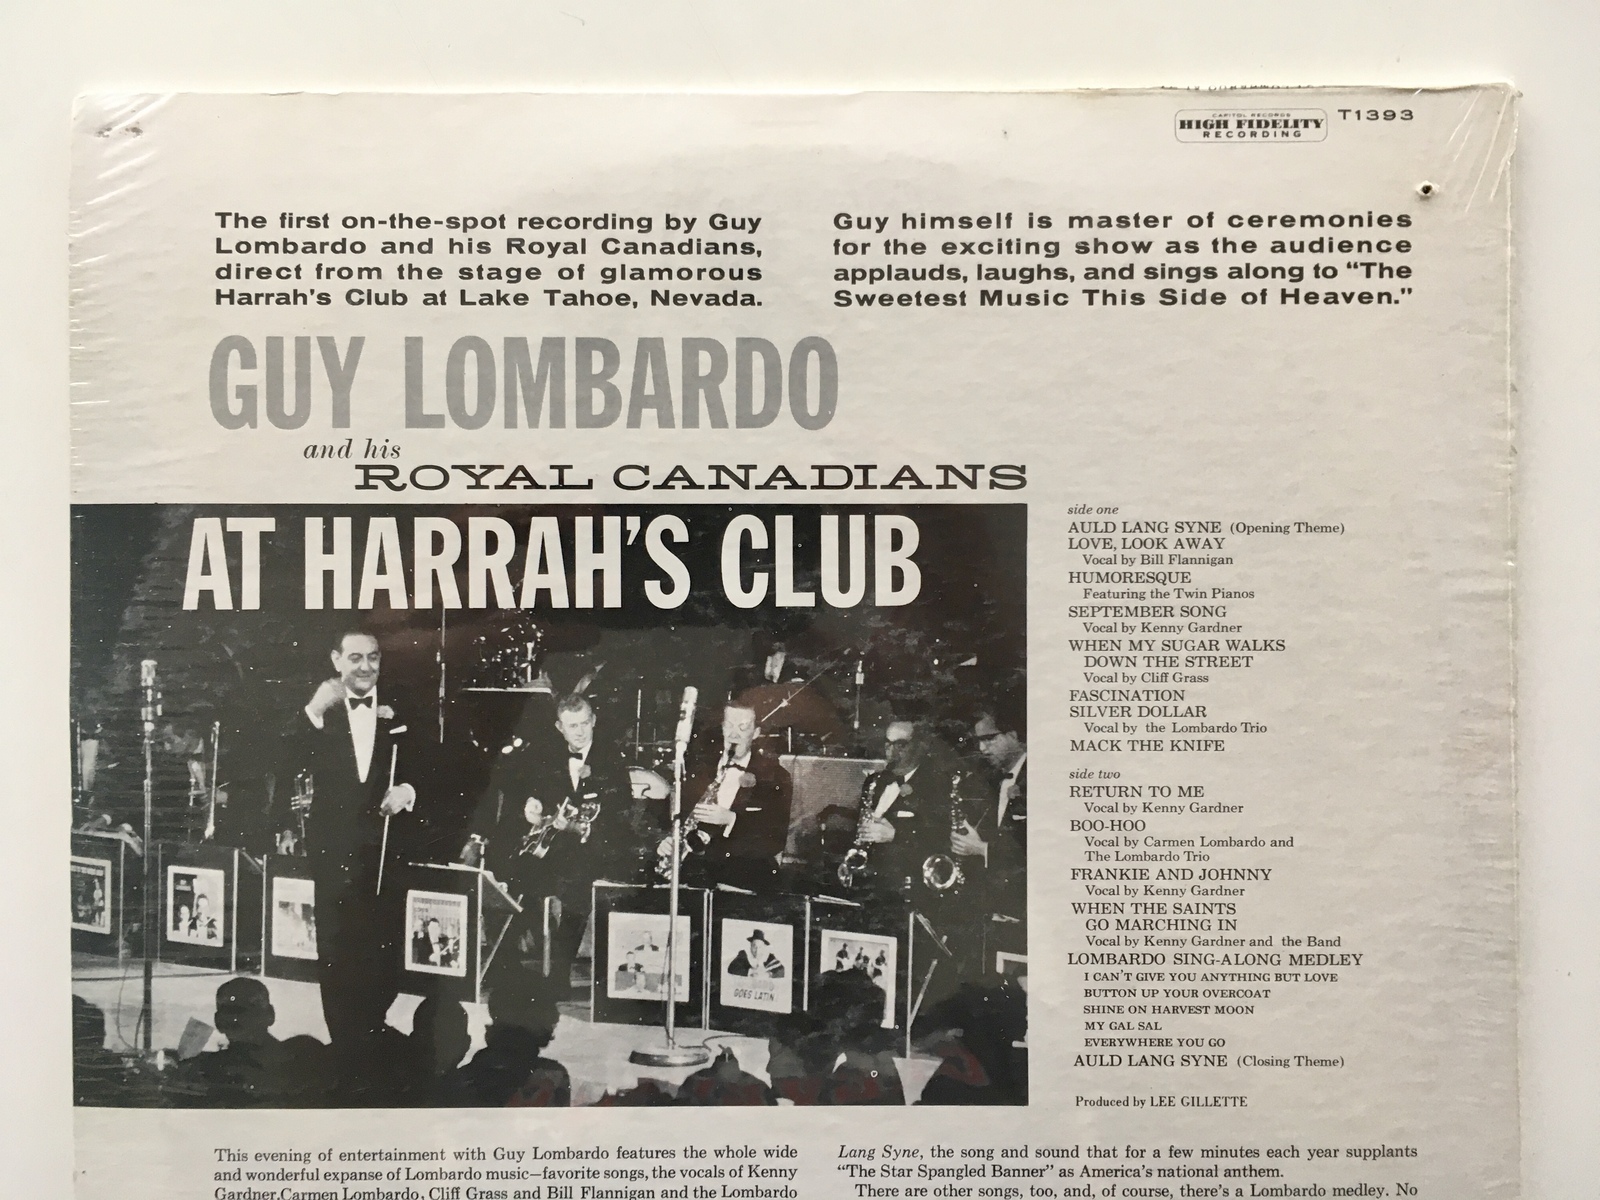 CAPITOL RECORDS
HIGH FIDELITY
RECORDING
T1393
The first on-the-spot recording by Guy
Lombardo and his Royal Canadians,
direct from the stage of glamorous
Harrah's Club at Lake Tahoe, Nevada.
Guy himself is master of ceremonies
for the exciting show as the audience
applauds, laughs, and sings along to “The
Sweetest Music This Side of Heaven.”
GUY LOMBARDO
and his
ROYAL CANADIANS
AT HARRAH'S CLUB
GOES LATIN
side one
AULD LANG SYNE (Opening Theme)
LOVE, LOOK AWAY
Vocal by Bill Flannigan
HUMORESQUE
Featuring the Twin Pianos
SEPTEMBER SONG
Vocal by Kenny Gardner
WHEN MY SUGAR WALKS
DOWN THE STREET
Vocal by Cliff Grass
FASCINATION
SILVER DOLLAR
Vocal by the Lombardo Trio
MACK THE KNIFE
side two
RETURN TO ME
Vocal by Kenny Gardner
BOO-HOO
Vocal by Carmen Lombardo and
The Lombardo Trio
FRANKIE AND JOHNNY
Vocal by Kenny Gardner
WHEN THE SAINTS
GO MARCHING IN
Vocal by Kenny Gardner and the Band
LOMBARDO SING-ALONG MEDLEY
I CAN'T GIVE YOU ANYTHING BUT LOVE
BUTTON UP YOUR OVERCOAT
SHINE ON HARVEST MOON
MY GAL SAL
EVERYWHERE YOU GO
AULD LANG SYNE (Closing Theme)
Produced by LEE GILLETTE
This evening of entertainment with Guy Lombardo features the whole wide
and wonderful expanse of Lombardo music—favorite songs, the vocals of Kenny
Gardner, Carmen Lombardo, Cliff Grass and Bill Flannigan and the Lombardo
Lang Syne, the song and sound that for a few minutes each year supplants
“The Star Spangled Banner” as America's national anthem.
There are other songs, too, and, of course, there's a Lombardo medley. No